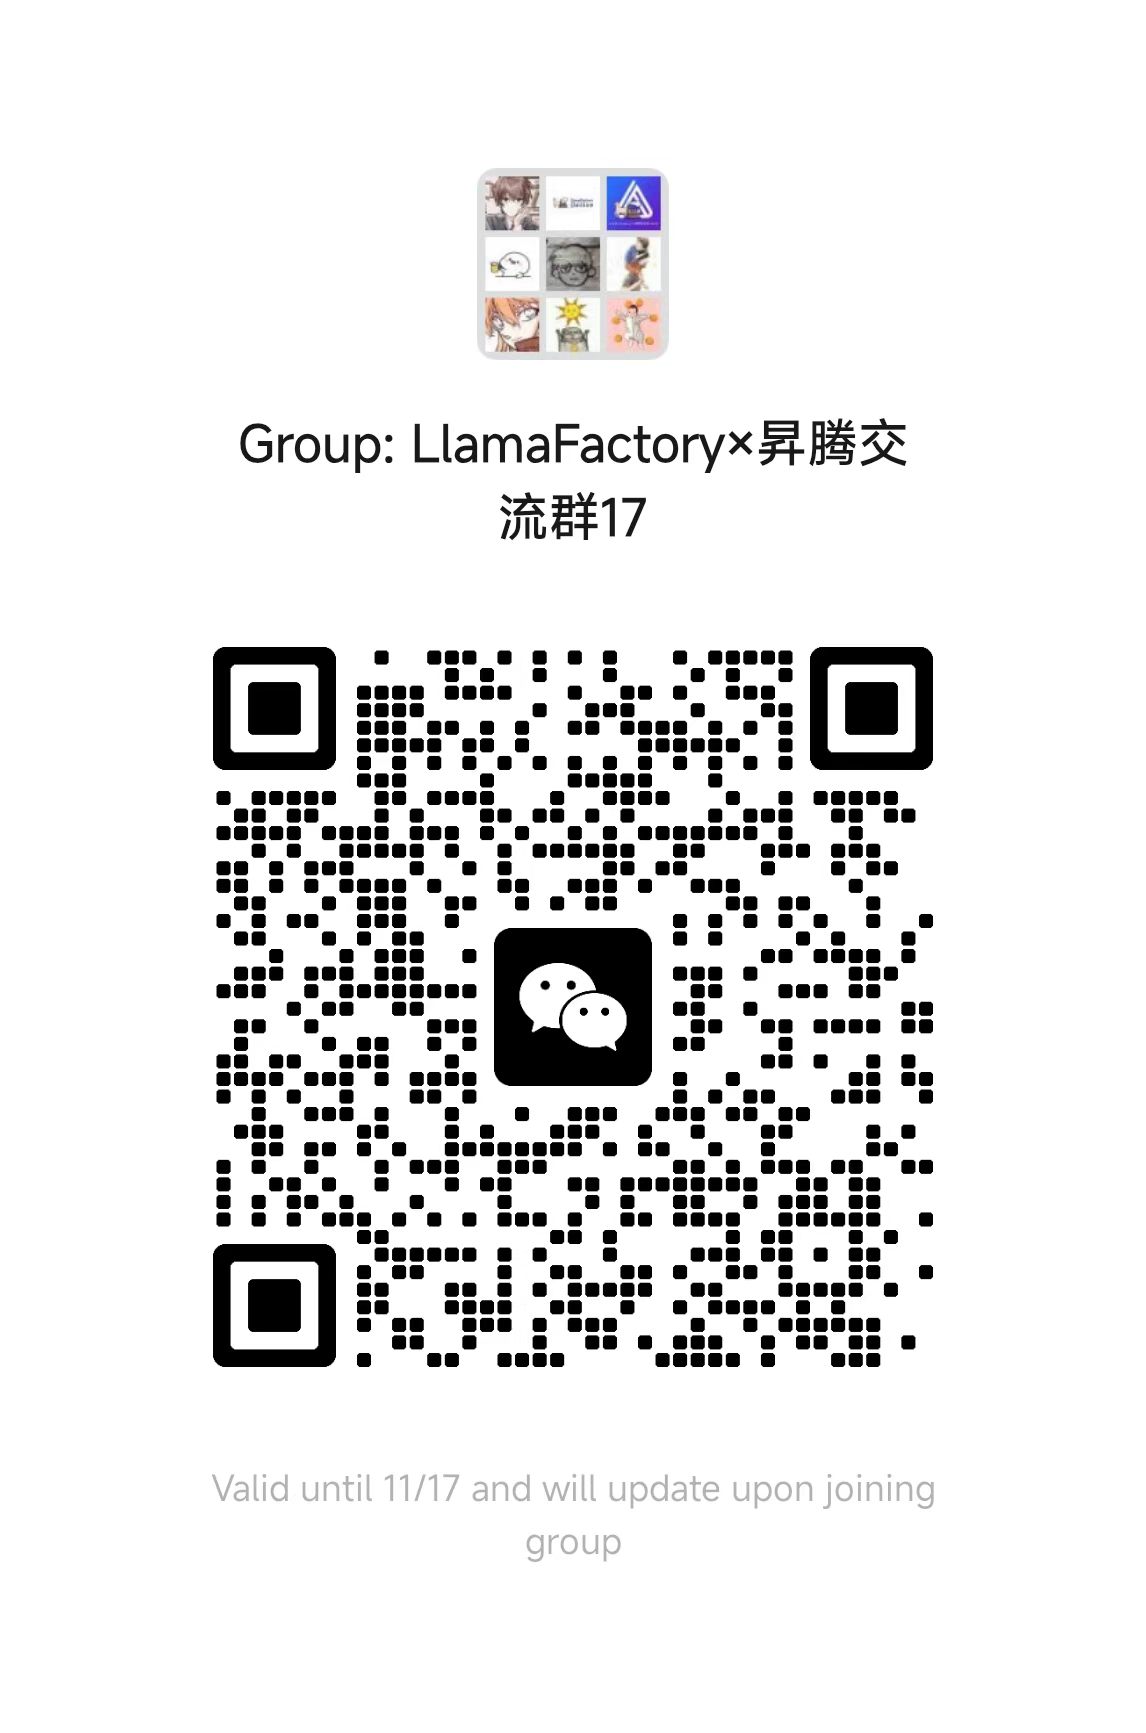 Group: LlamaFactory×昇腾交
流群17
Valid until 11/17 and will update upon joining
group